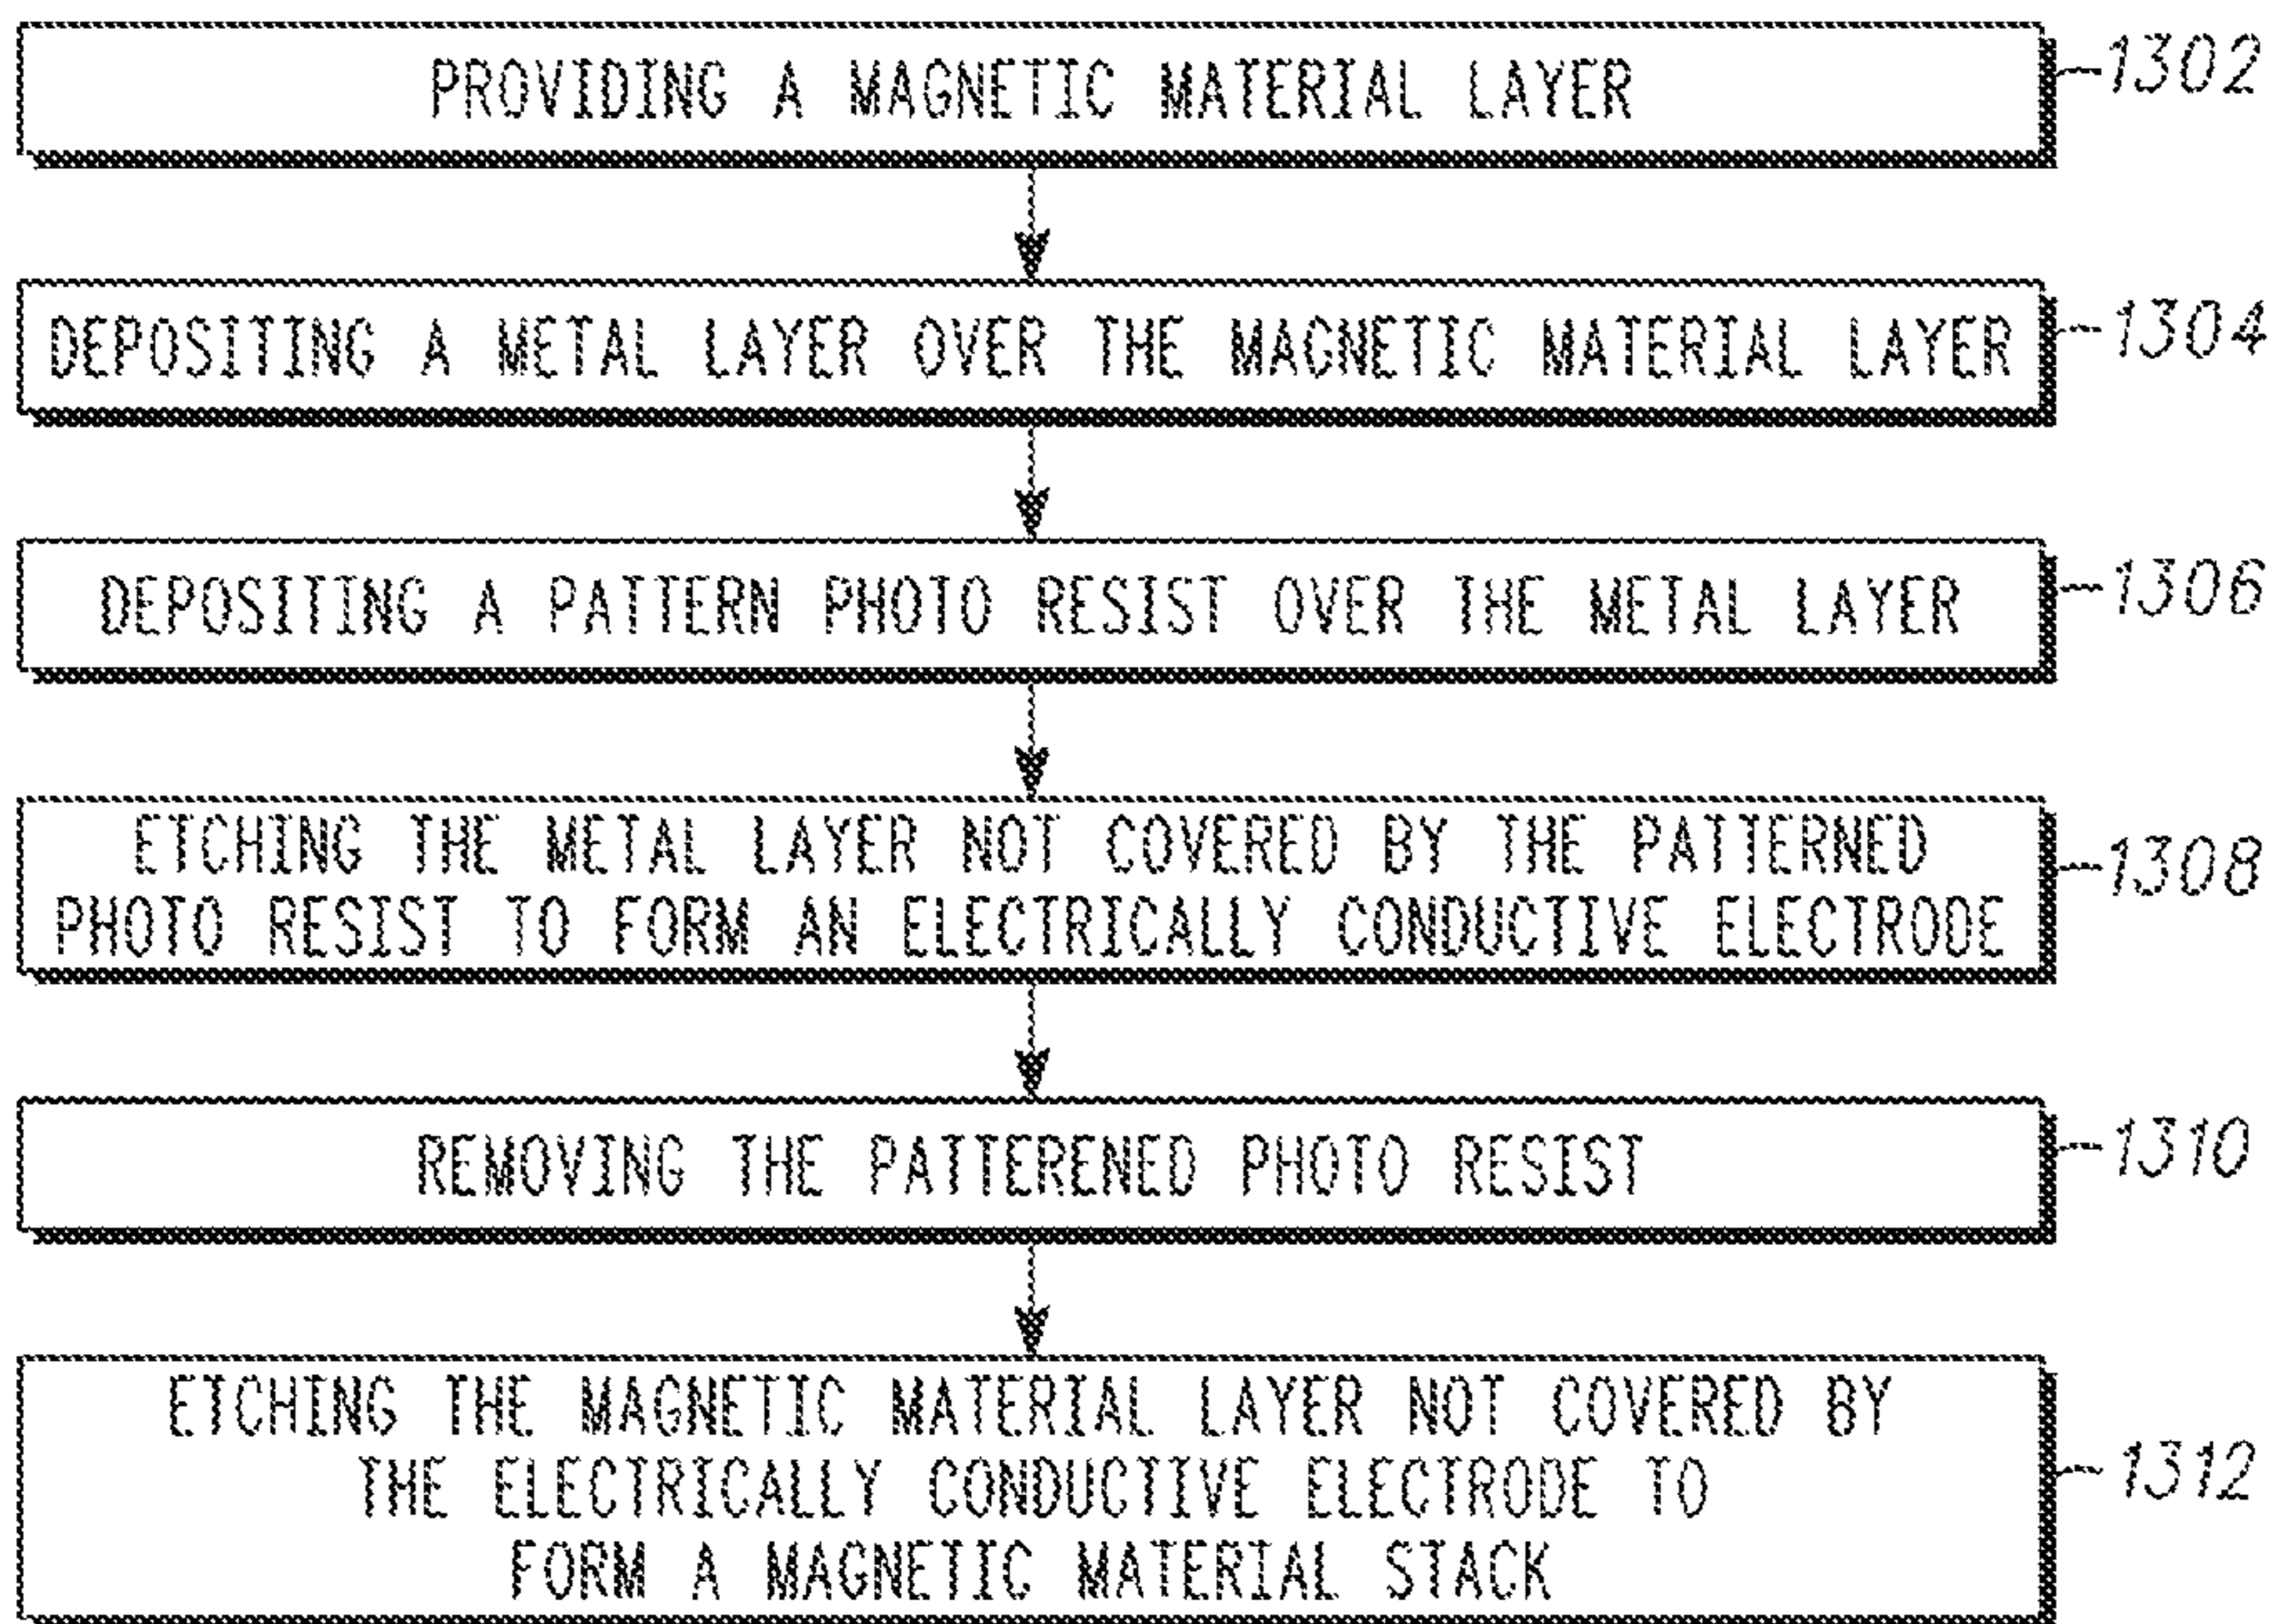 PROVIDING A MAGNETIC MATERIAL LAYER
1302
DEPOSITING A METAL LAYER OVER THE MAGNETIC MATERIAL LAYER
1304
DEPOSITING A PATTERN PHOTO RESIST OVER THE METAL LAYER
1306
ETCHING THE METAL LAYER NOT COVERED BY THE PATTERNED
PHOTO RESIST TO FORM AN ELECTRICALLY CONDUCTIVE ELECTRODE
1308
REMOVING THE PATTERENED PHOTO RESIST
1310
ETCHING THE MAGNETIC MATERIAL LAYER NOT COVERED BY
THE ELECTRICALLY CONDUCTIVE ELECTRODE TO
FORM A MAGNETIC MATERIAL STACK
1312